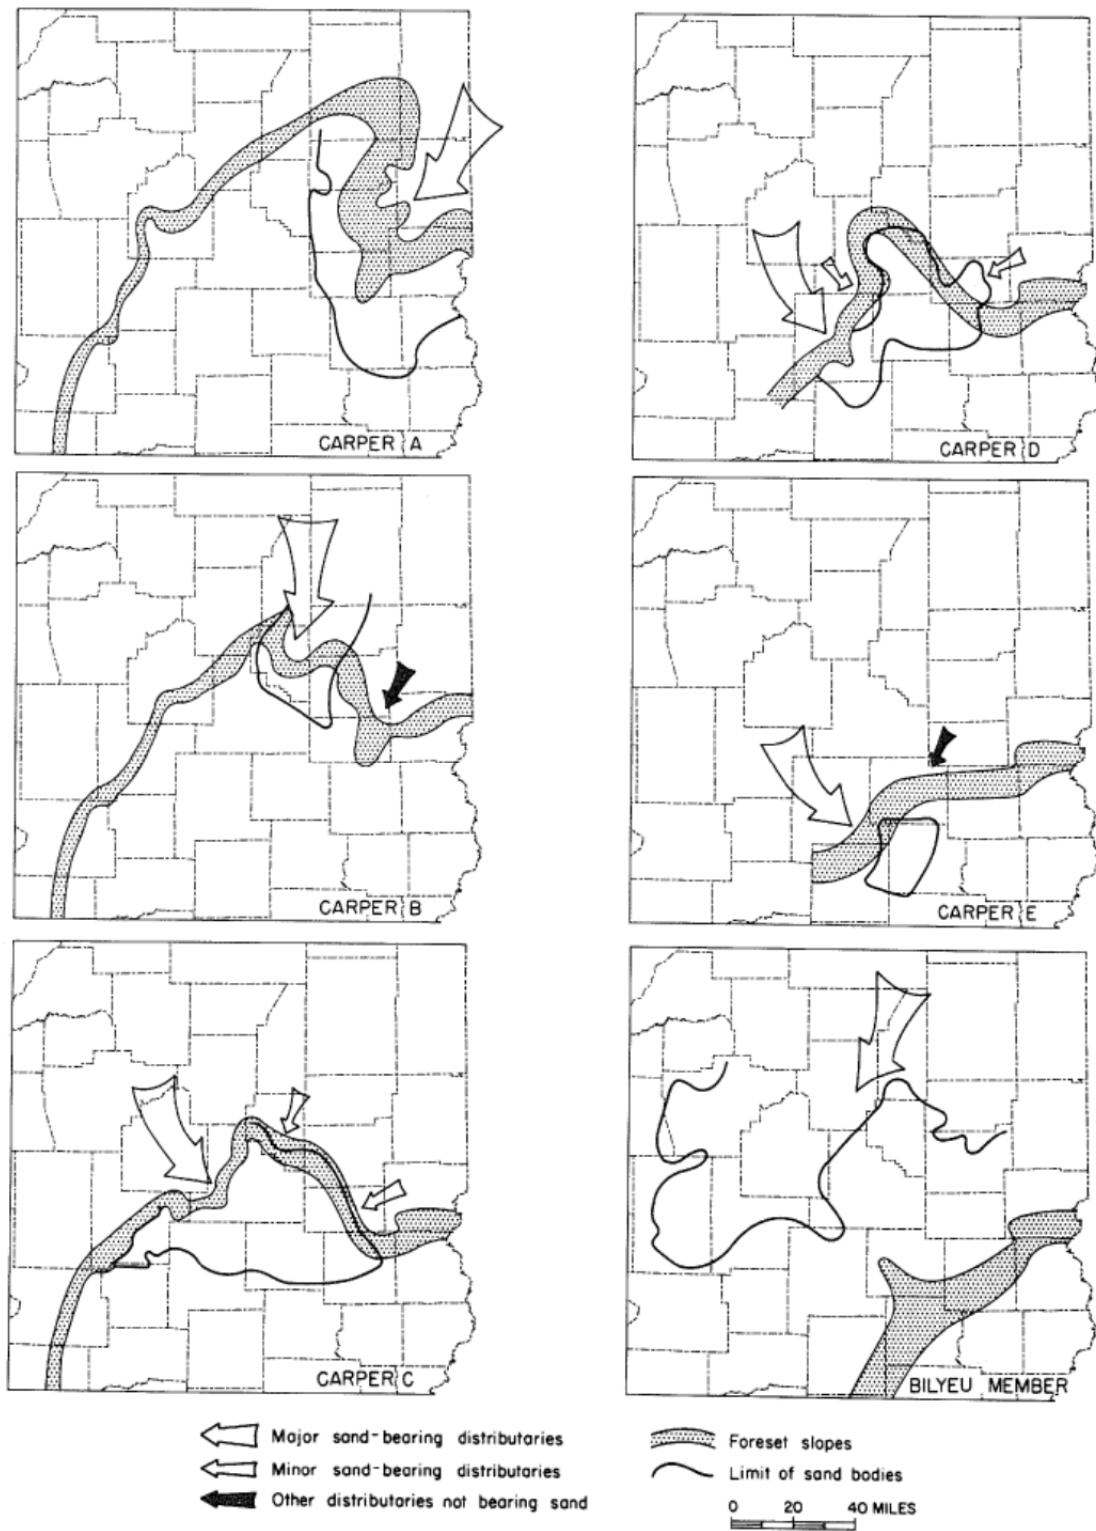 CARPER A
CARPER D
CARPER B
CARPER E
CARPER C
BILYEU MEMBER
Major sand-bearing distributaries
Minor sand-bearing distributaries
Other distributaries not bearing sand
Foreset slopes
Limit of sand bodies
0 20 40 MILES